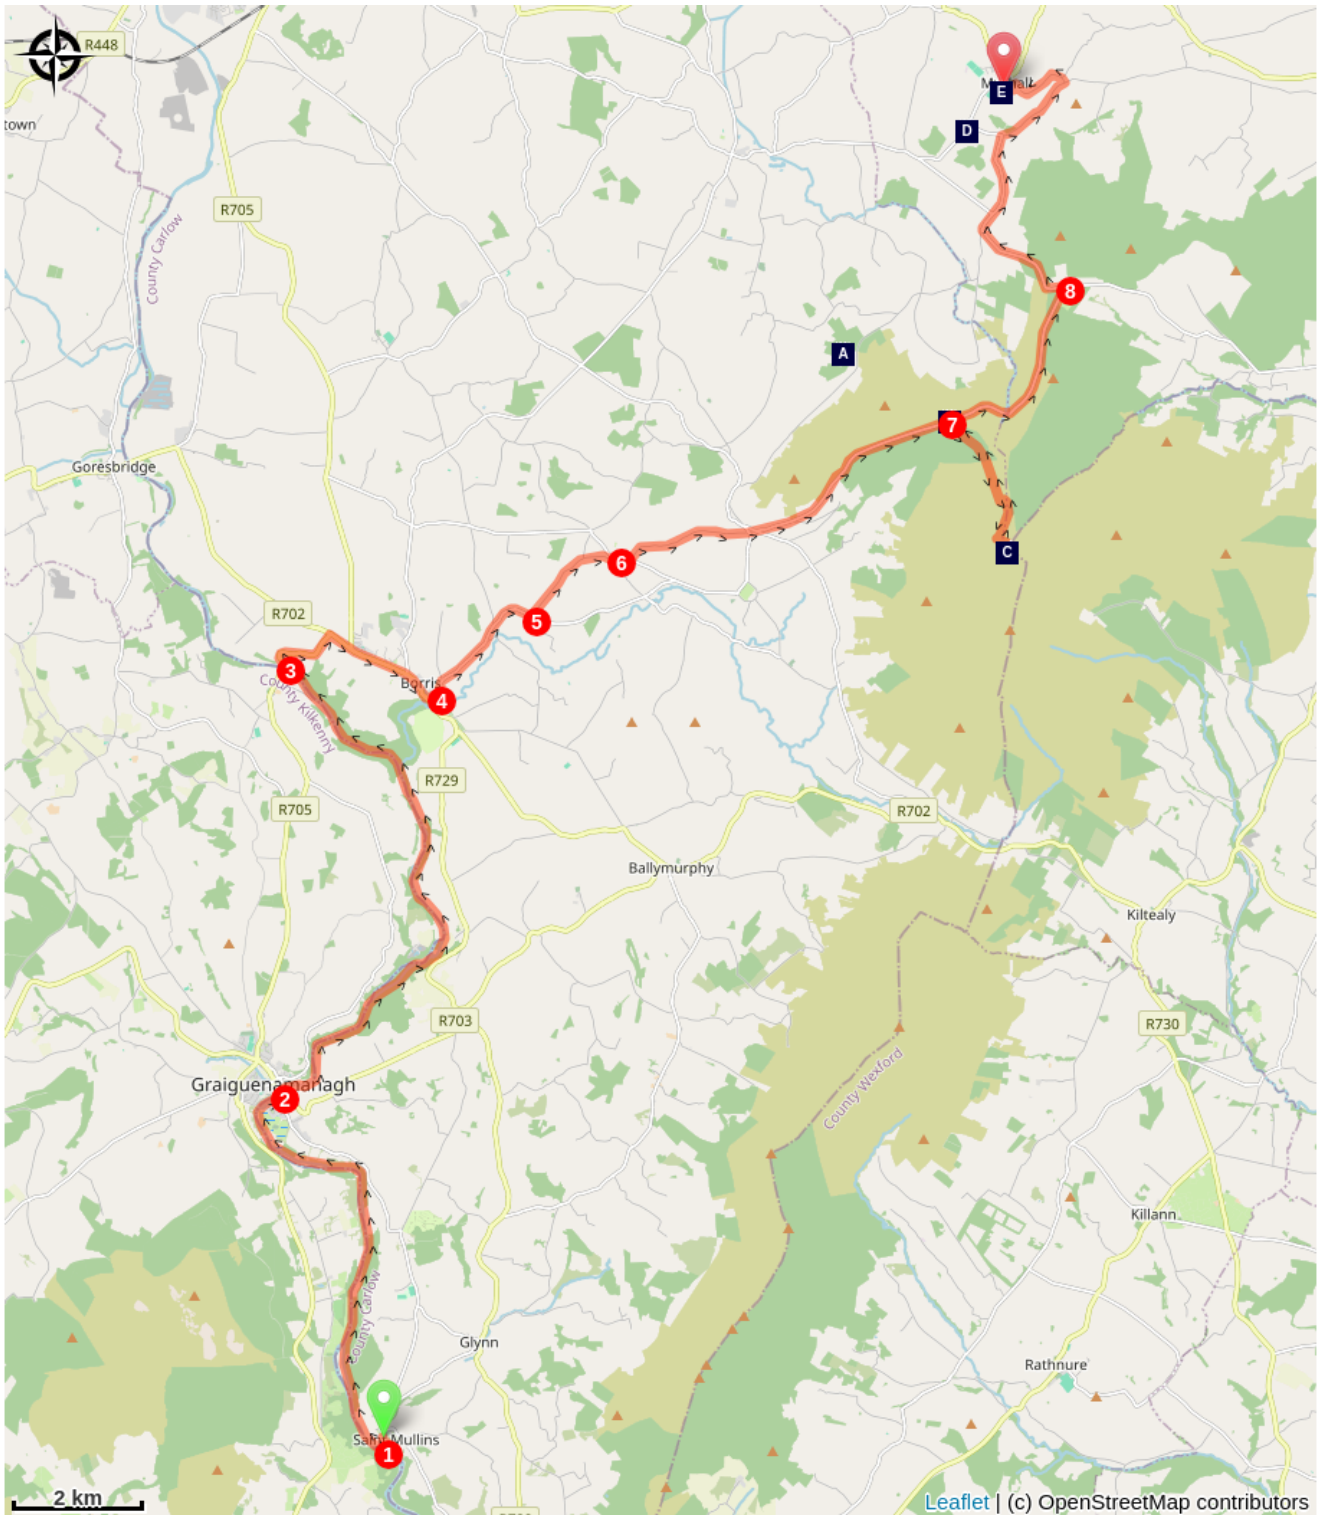 R448
town
E
D
R705
County Carlow
8
A
7
Goresbridge
C
6
R702
5
3
Borris
4
County Kilkenny
R729
R705
R702
Ballymurphy
Kiltealy
R703
R730
Graiguenamanagh
2
County Wexford
Killann
County Carlow
Glynn
Rathnure
Saint Mullins
1
2 km
Leaflet | (c) OpenStreetMap contributors